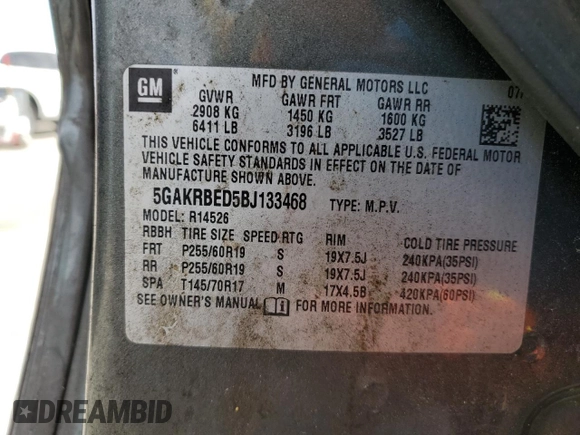 GM
MFD BY GENERAL MOTORS LLC
GVWR GAWR FRT GAWR RR
2908 KG 1450 KG 1600 KG
6411 LB 3196 LB 3527 LB
THIS VEHICLE CONFORMS TO ALL APPLICABLE U.S. FEDERAL MOTOR
VEHICLE SAFETY STANDARDS IN EFFECT ON THE DATE OF
MANUFACTURE SHOWN ABOVE.
5GAKRBED5BJ133468 TYPE: M.P.V.
MODEL: R14526
RBBH TIRE SIZE SPEED RTG RIM COLD TIRE PRESSURE
FRT P255/60R19 S 19X7.5J 240KPA(35PSI)
RR P255/60R19 S 19X7.5J 240KPA(35PSI)
SPA T145/70R17 M 17X4.5B 420KPA(60PSI)
SEE OWNER'S MANUAL FOR MORE INFORMATION.
DREAMBID